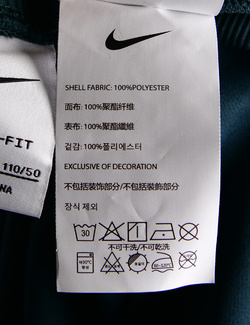 SHELL FABRIC: 100%POLYESTER
面布: 100%聚酯纤维
表布: 100%聚酯纖維
겉감: 100%폴리에스터
EXCLUSIVE OF DECORATION
不包括装饰部分/不包括裝飾部分
장식 제외
-FIT
110/50
NA
30
不可干洗/不可乾洗